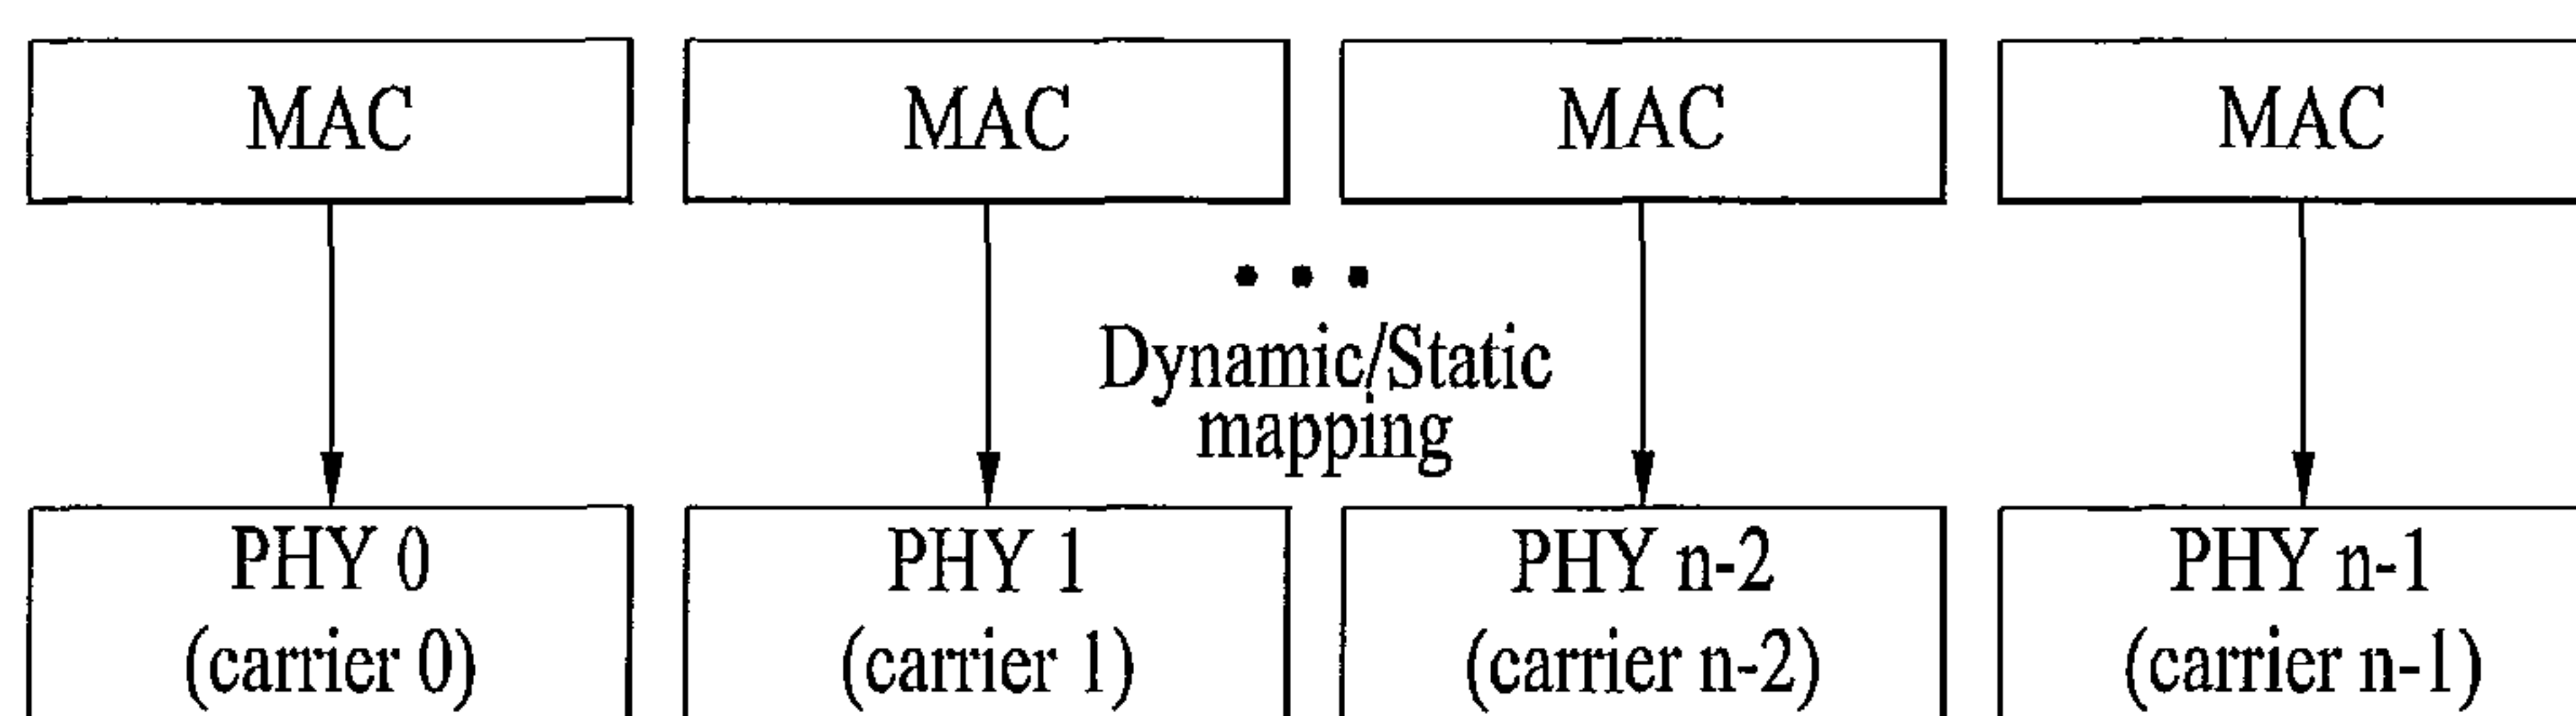 MAC MAC MAC MAC
• • •
Dynamic/Static
mapping
PHY 0 PHY 1 PHY n-2 PHY n-1
(carrier 0) (carrier 1) (carrier n-2) (carrier n-1)